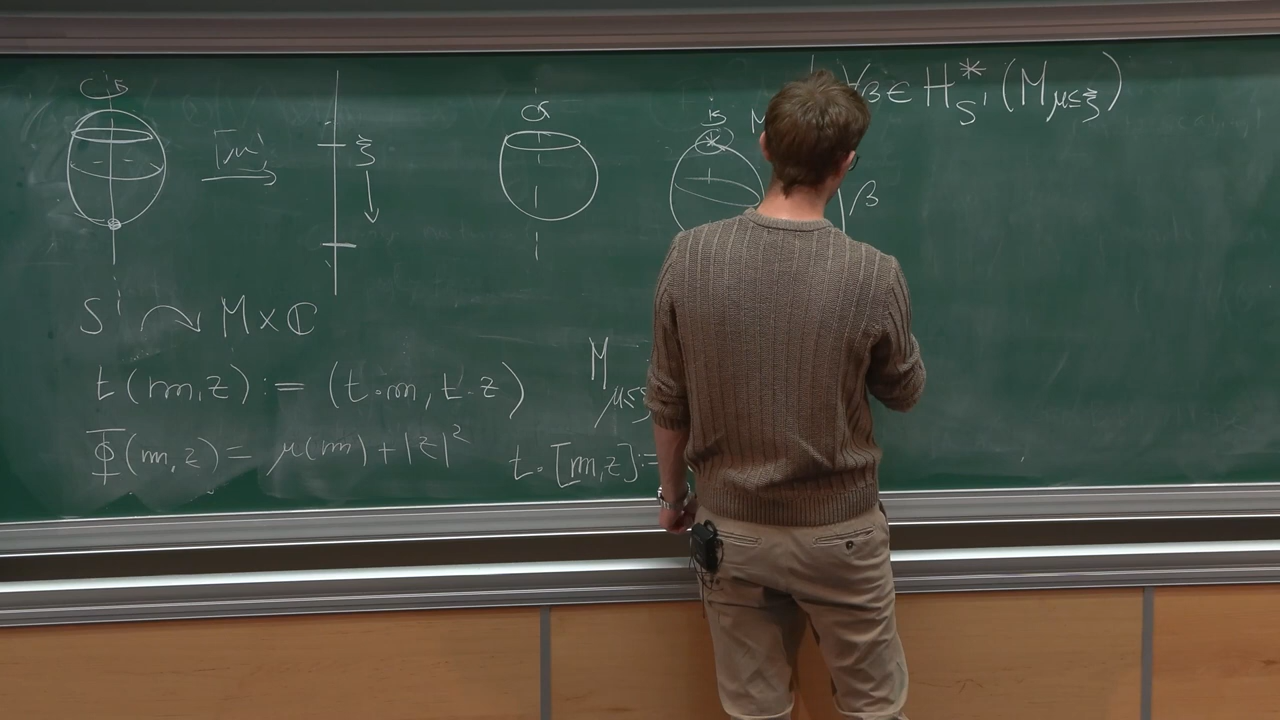 ∀β ∈ H*_{S¹}(M_{μ≤ξ})
[μ]
ξ
M
β
S¹ ↷ M × ℂ
t(m,z) := (t·m, t·z)
M_{μ≤ξ}
Φ̅(m,z) = μ(m) + |z|²
t·[m,z] :=